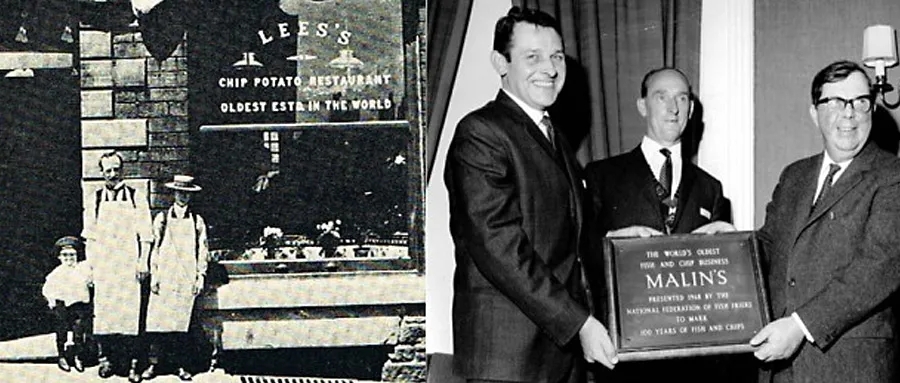 LEES'S
CHIP POTATO RESTAURANT
OLDEST ESTD. IN THE WORLD
THE WORLD'S OLDEST
FISH AND CHIP BUSINESS
MALIN'S
PRESENTED 1968 BY THE
NATIONAL FEDERATION OF FISH FRIERS
TO MARK
100 YEARS OF FISH AND CHIPS